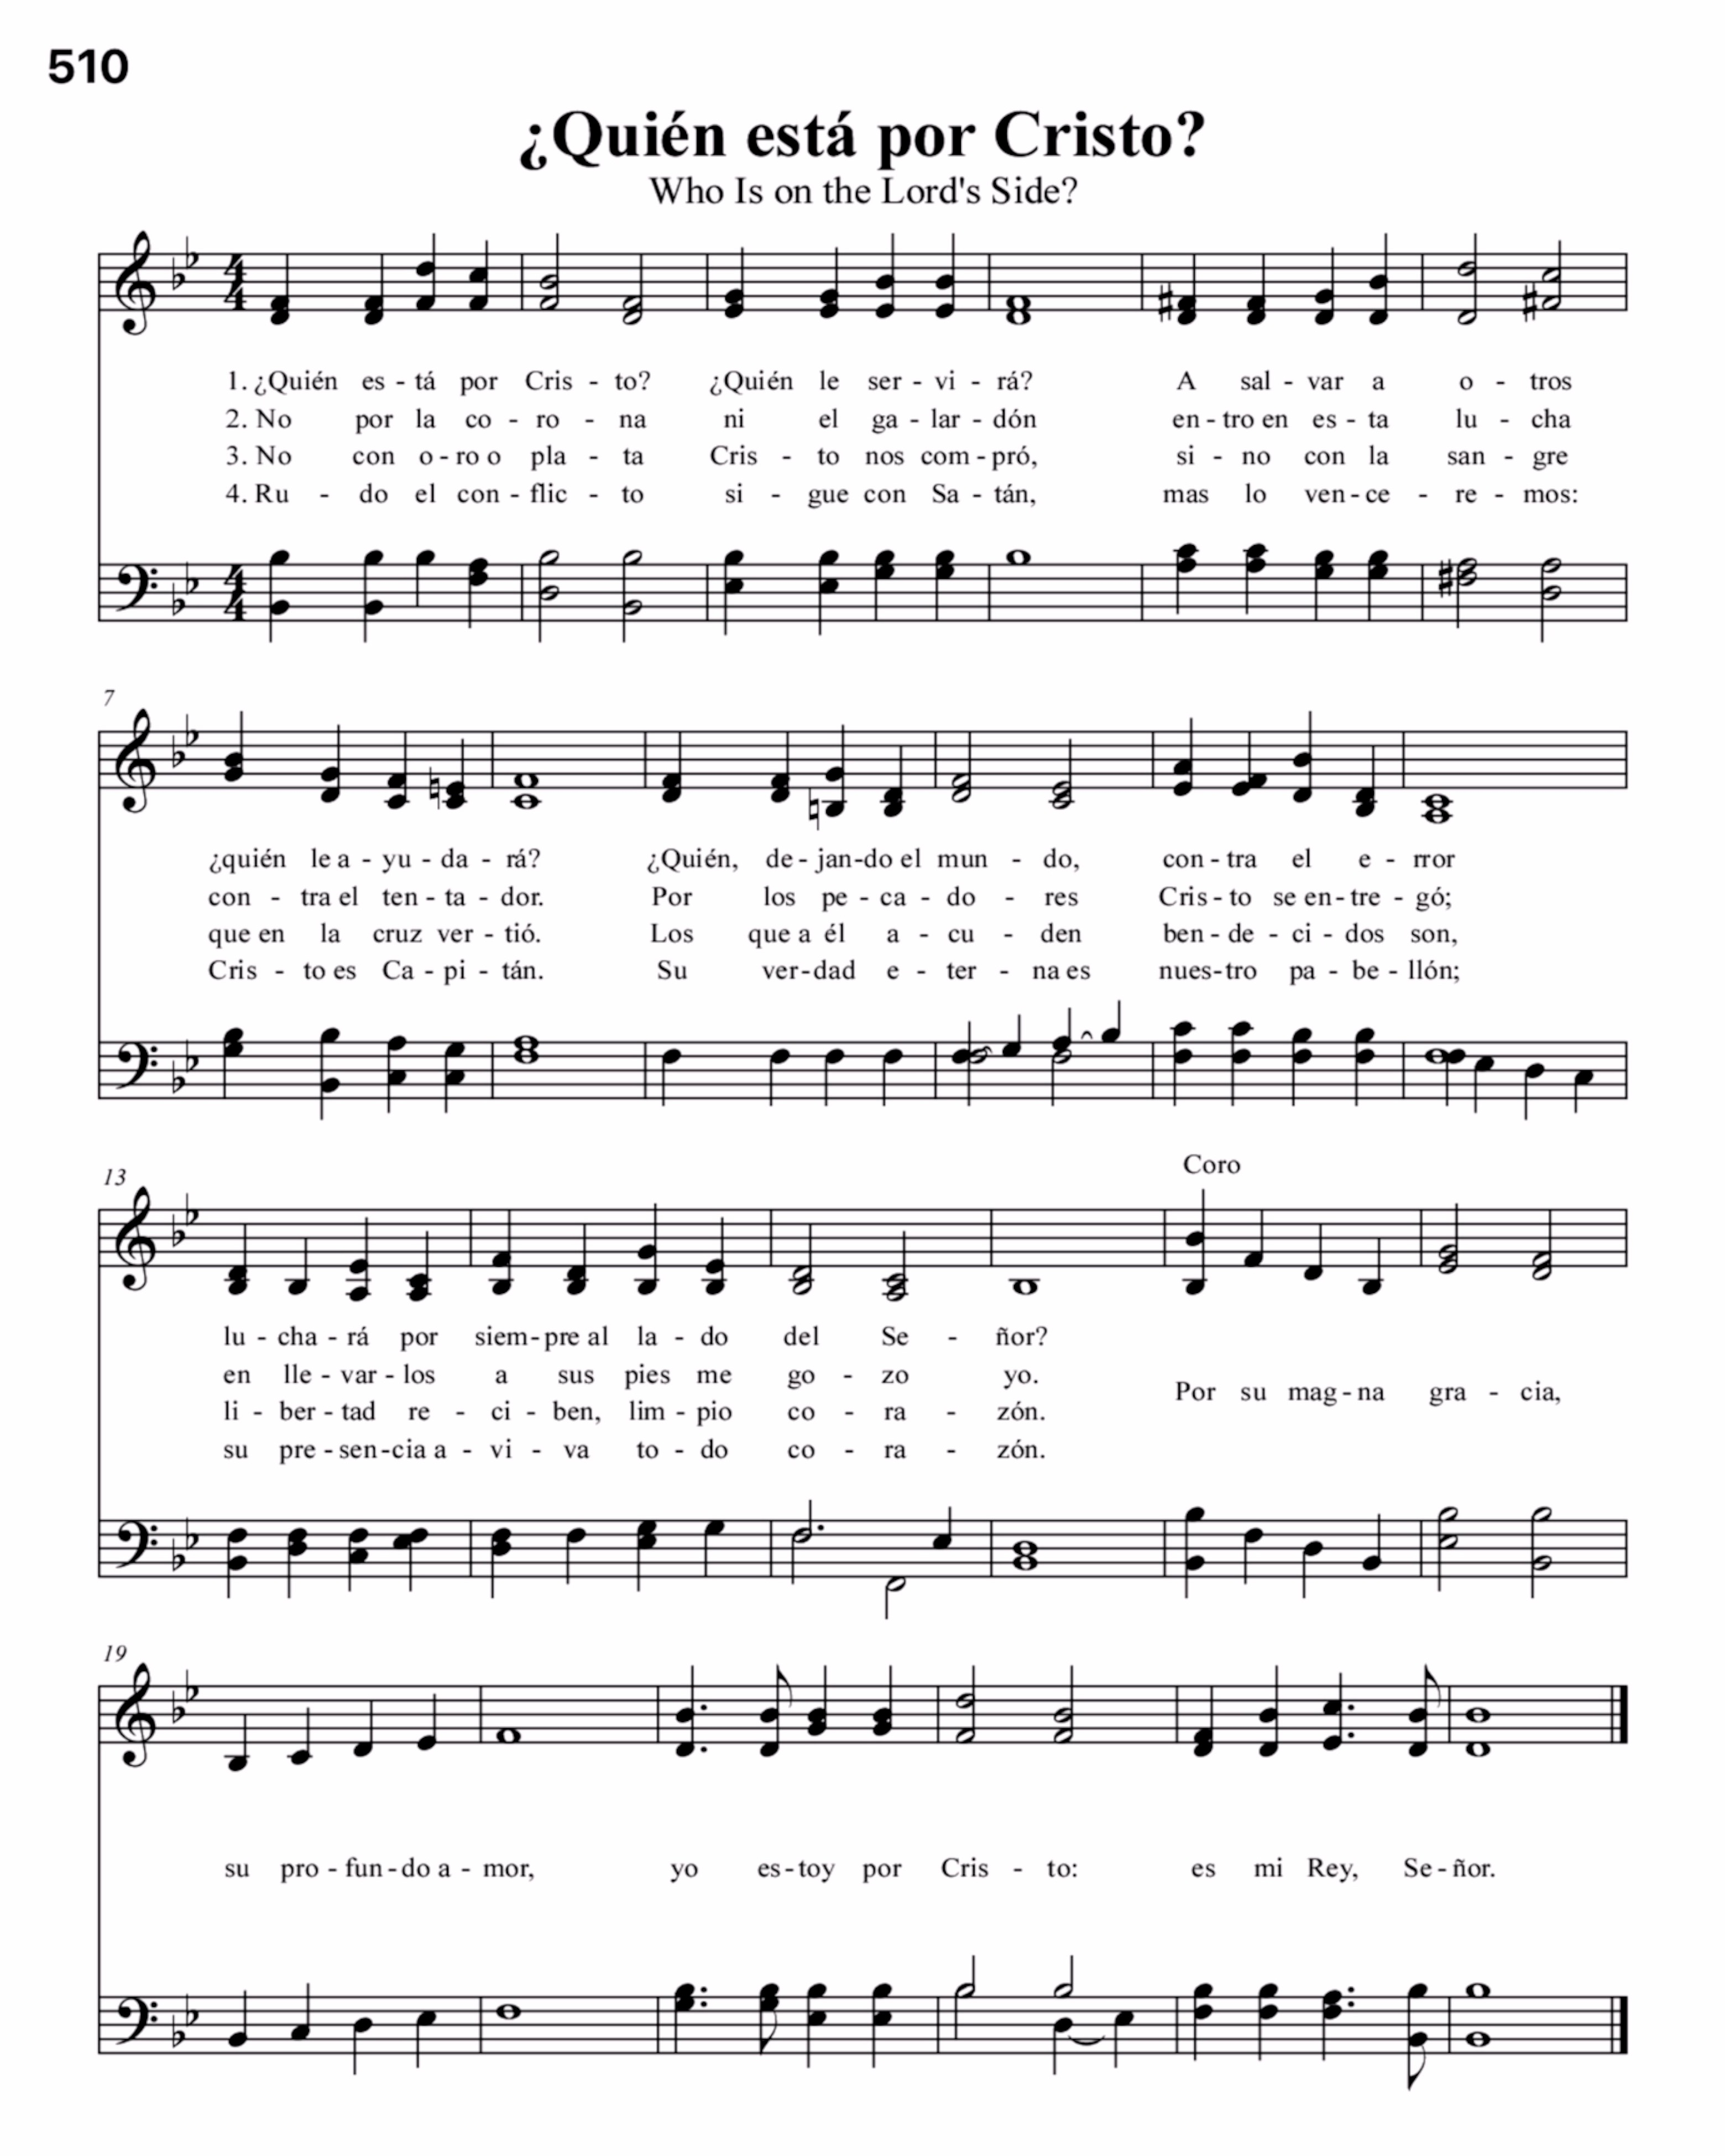 510
¿Quién está por Cristo?
Who Is on the Lord's Side?
1. ¿Quién es - tá por Cris - to? ¿Quién le ser - vi - rá? A sal - var a o - tros
2. No por la co - ro - na ni el ga - lar - dón en - tro en es - ta lu - cha
3. No con o - ro o pla - ta Cris - to nos com - pró, si - no con la san - gre
4. Ru - do el con - flic - to si - gue con Sa - tán, mas lo ven - ce - re - mos:
7
¿quién le a - yu - da - rá? ¿Quién, de - jan - do el mun - do, con - tra el e - rror
con - tra el ten - ta - dor. Por los pe - ca - do - res Cris - to se en - tre - gó;
que en la cruz ver - tió. Los que a él a - cu - den ben - de - ci - dos son,
Cris - to es Ca - pi - tán. Su ver - dad e - ter - na es nues - tro pa - be - llón;
13
Coro
lu - cha - rá por siem - pre al la - do del Se - ñor?
en lle - var - los a sus pies me go - zo yo.
Por su mag - na gra - cia,
li - ber - tad re - ci - ben, lim - pio co - ra - zón.
su pre - sen - cia a - vi - va to - do co - ra - zón.
19
su pro - fun - do a - mor, yo es - toy por Cris - to: es mi Rey, Se - ñor.